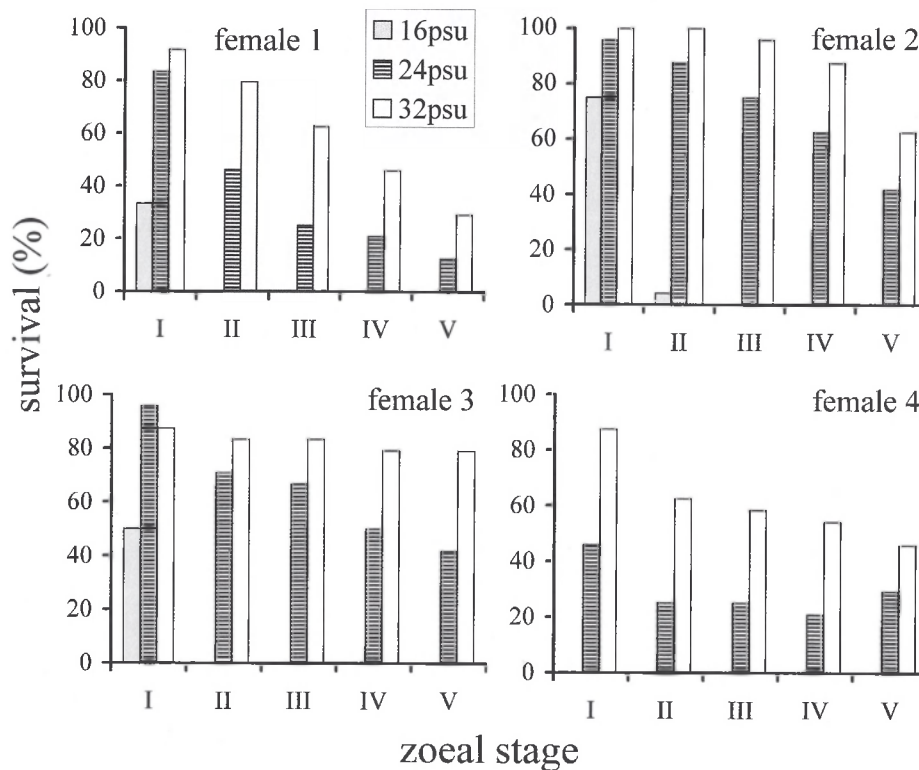 survival (%)
female 1
16psu
24psu
32psu
100
80
60
40
20
0
I II III IV V
female 2
100
80
60
40
20
0
I II III IV V
female 3
100
80
60
40
20
0
I II III IV V
female 4
100
80
60
40
20
0
I II III IV V
zoeal stage